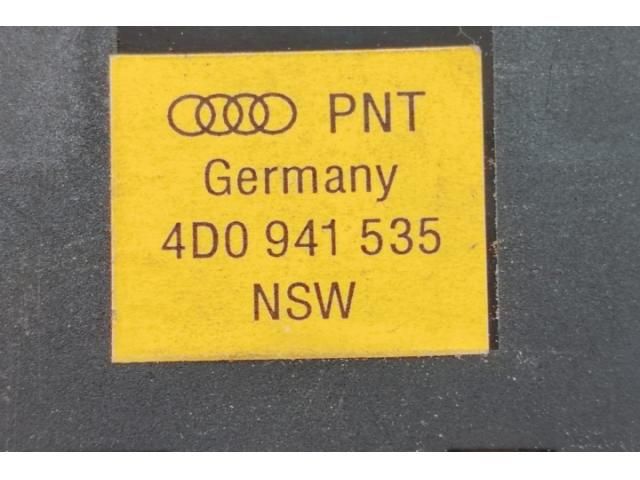 PNT
Germany
4D0 941 535
NSW